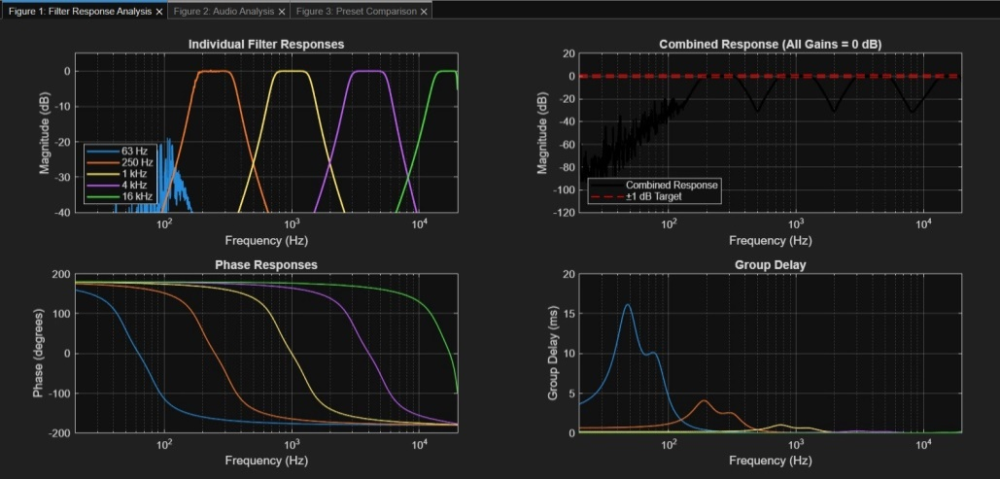 Figure 1: Filter Response Analysis × Figure 2: Audio Analysis × Figure 3: Preset Comparison ×
Individual Filter Responses
0
-10
-20
-30
-40
Magnitude (dB)
63 Hz
250 Hz
1 kHz
4 kHz
16 kHz
10² 10³ 10⁴
Frequency (Hz)
Combined Response (All Gains = 0 dB)
20
0
-20
-40
-60
-80
-100
-120
Magnitude (dB)
Combined Response
±1 dB Target
10² 10³ 10⁴
Frequency (Hz)
Phase Responses
200
100
0
-100
-200
Phase (degrees)
10² 10³ 10⁴
Frequency (Hz)
Group Delay
20
15
10
5
0
Group Delay (ms)
10² 10³ 10⁴
Frequency (Hz)